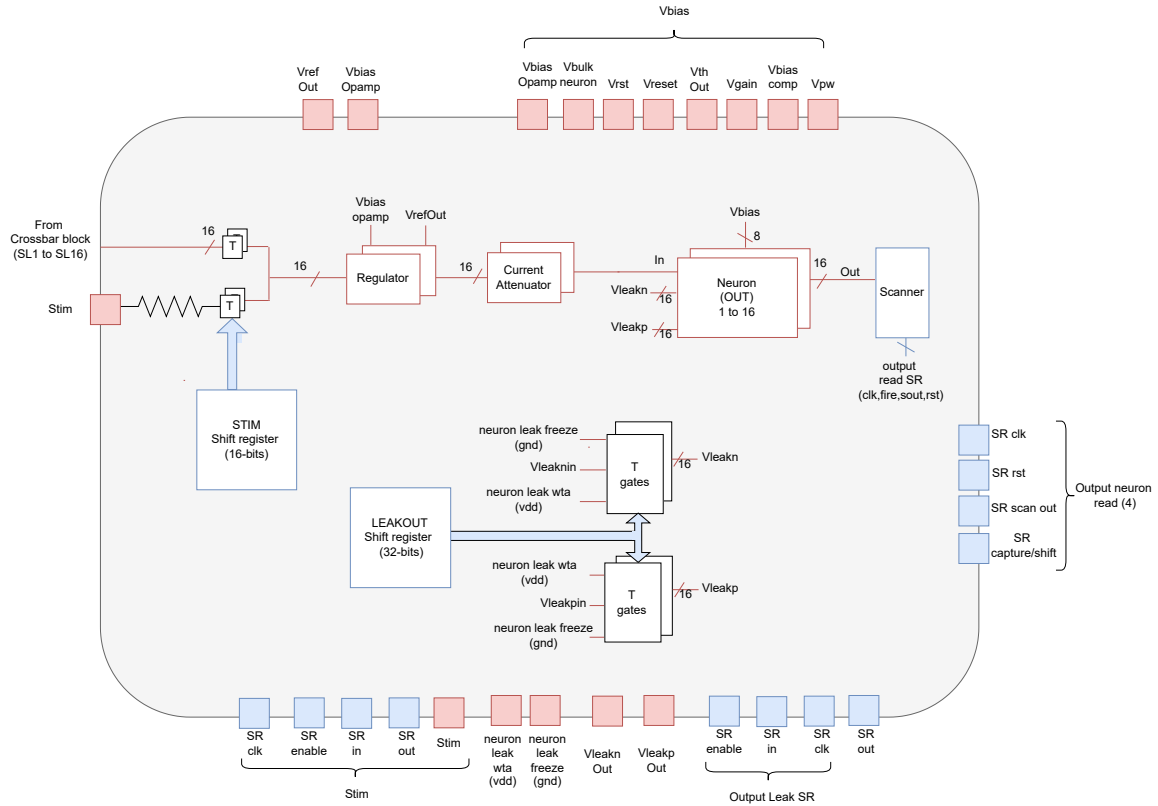 Vbias
Vref
Out
Vbias
Opamp
Vbias
Opamp
Vbulk
neuron
Vrst
Vreset
Vth
Out
Vgain
Vbias
comp
Vpw
From
Crossbar block
(SL1 to SL16)
16
T
T
Stim
T
16
Vbias
opamp
VrefOut
Regulator
16
Current
Attenuator
Vbias
8
In
Vleakn
16
Vleakp
16
Neuron
(OUT)
1 to 16
16
Out
Scanner
output
read SR
(clk,fire,sout,rst)
STIM
Shift register
(16-bits)
neuron leak freeze
(gnd)
Vleaknin
neuron leak wta
(vdd)
T
gates
16
Vleakn
LEAKOUT
Shift register
(32-bits)
neuron leak wta
(vdd)
Vleakpin
neuron leak freeze
(gnd)
T
gates
16
Vleakp
SR clk
SR rst
SR scan out
SR
capture/shift
Output neuron
read (4)
SR
clk
SR
enable
SR
in
SR
out
Stim
Stim
neuron
leak
wta
(vdd)
neuron
leak
freeze
(gnd)
Vleakn
Out
Vleakp
Out
SR
enable
SR
in
SR
clk
SR
out
Output Leak SR